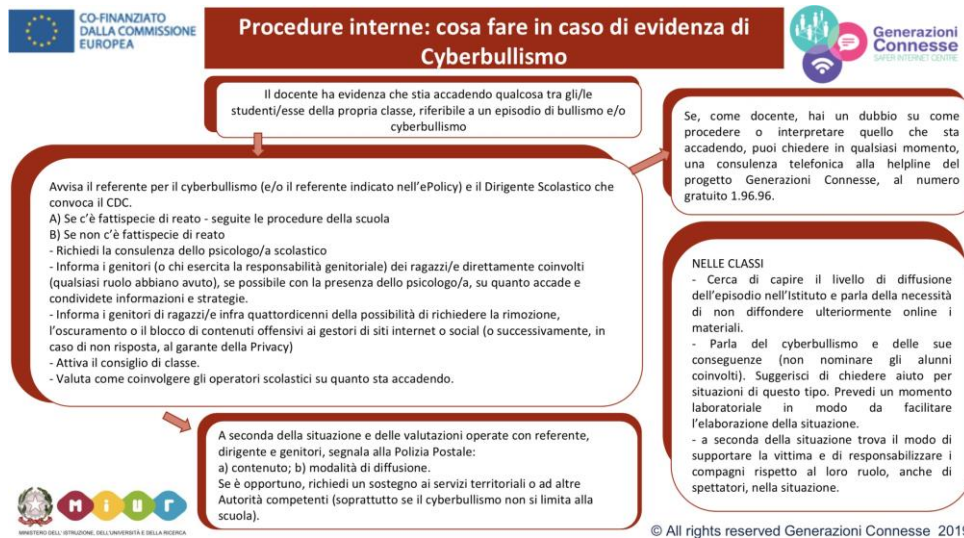 CO-FINANZIATO
DALLA COMMISSIONE
EUROPEA
Procedure interne: cosa fare in caso di evidenza di
Cyberbullismo
Generazioni
Connesse
SAFER INTERNET CENTRE
Il docente ha evidenza che stia accadendo qualcosa tra gli/le
studenti/esse della propria classe, riferibile a un episodio di bullismo e/o
cyberbullismo
Se, come docente, hai un dubbio su come
procedere o interpretare quello che sta
accadendo, puoi chiedere in qualsiasi momento,
una consulenza telefonica alla helpline del
progetto Generazioni Connesse, al numero
gratuito 1.96.96.
Avvisa il referente per il cyberbullismo (e/o il referente indicato nell'ePolicy) e il Dirigente Scolastico che
convoca il CDC.
A) Se c'è fattispecie di reato - seguite le procedure della scuola
B) Se non c'è fattispecie di reato
- Richiedi la consulenza dello psicologo/a scolastico
- Informa i genitori (o chi esercita la responsabilità genitoriale) dei ragazzi/e direttamente coinvolti
(qualsiasi ruolo abbiano avuto), se possibile con la presenza dello psicologo/a, su quanto accade e
condividete informazioni e strategie.
- Informa i genitori di ragazzi/e infra quattordicenni della possibilità di richiedere la rimozione,
l'oscuramento o il blocco di contenuti offensivi ai gestori di siti internet o social (o successivamente, in
caso di non risposta, al garante della Privacy)
- Attiva il consiglio di classe.
- Valuta come coinvolgere gli operatori scolastici su quanto sta accadendo.
NELLE CLASSI
- Cerca di capire il livello di diffusione
dell'episodio nell'Istituto e parla della necessità
di non diffondere ulteriormente online i
materiali.
- Parla del cyberbullismo e delle sue
conseguenze (non nominare gli alunni
coinvolti). Suggerisci di chiedere aiuto per
situazioni di questo tipo. Prevedi un momento
laboratoriale in modo da facilitare
l'elaborazione della situazione.
- a seconda della situazione trova il modo di
supportare la vittima e di responsabilizzare i
compagni rispetto al loro ruolo, anche di
spettatori, nella situazione.
A seconda della situazione e delle valutazioni operate con referente,
dirigente e genitori, segnala alla Polizia Postale:
a) contenuto; b) modalità di diffusione.
Se è opportuno, richiedi un sostegno ai servizi territoriali o ad altre
Autorità competenti (soprattutto se il cyberbullismo non si limita alla
scuola).
m i u r
MINISTERO DELL'ISTRUZIONE, DELL'UNIVERSITÀ E DELLA RICERCA
© All rights reserved Generazioni Connesse 2019